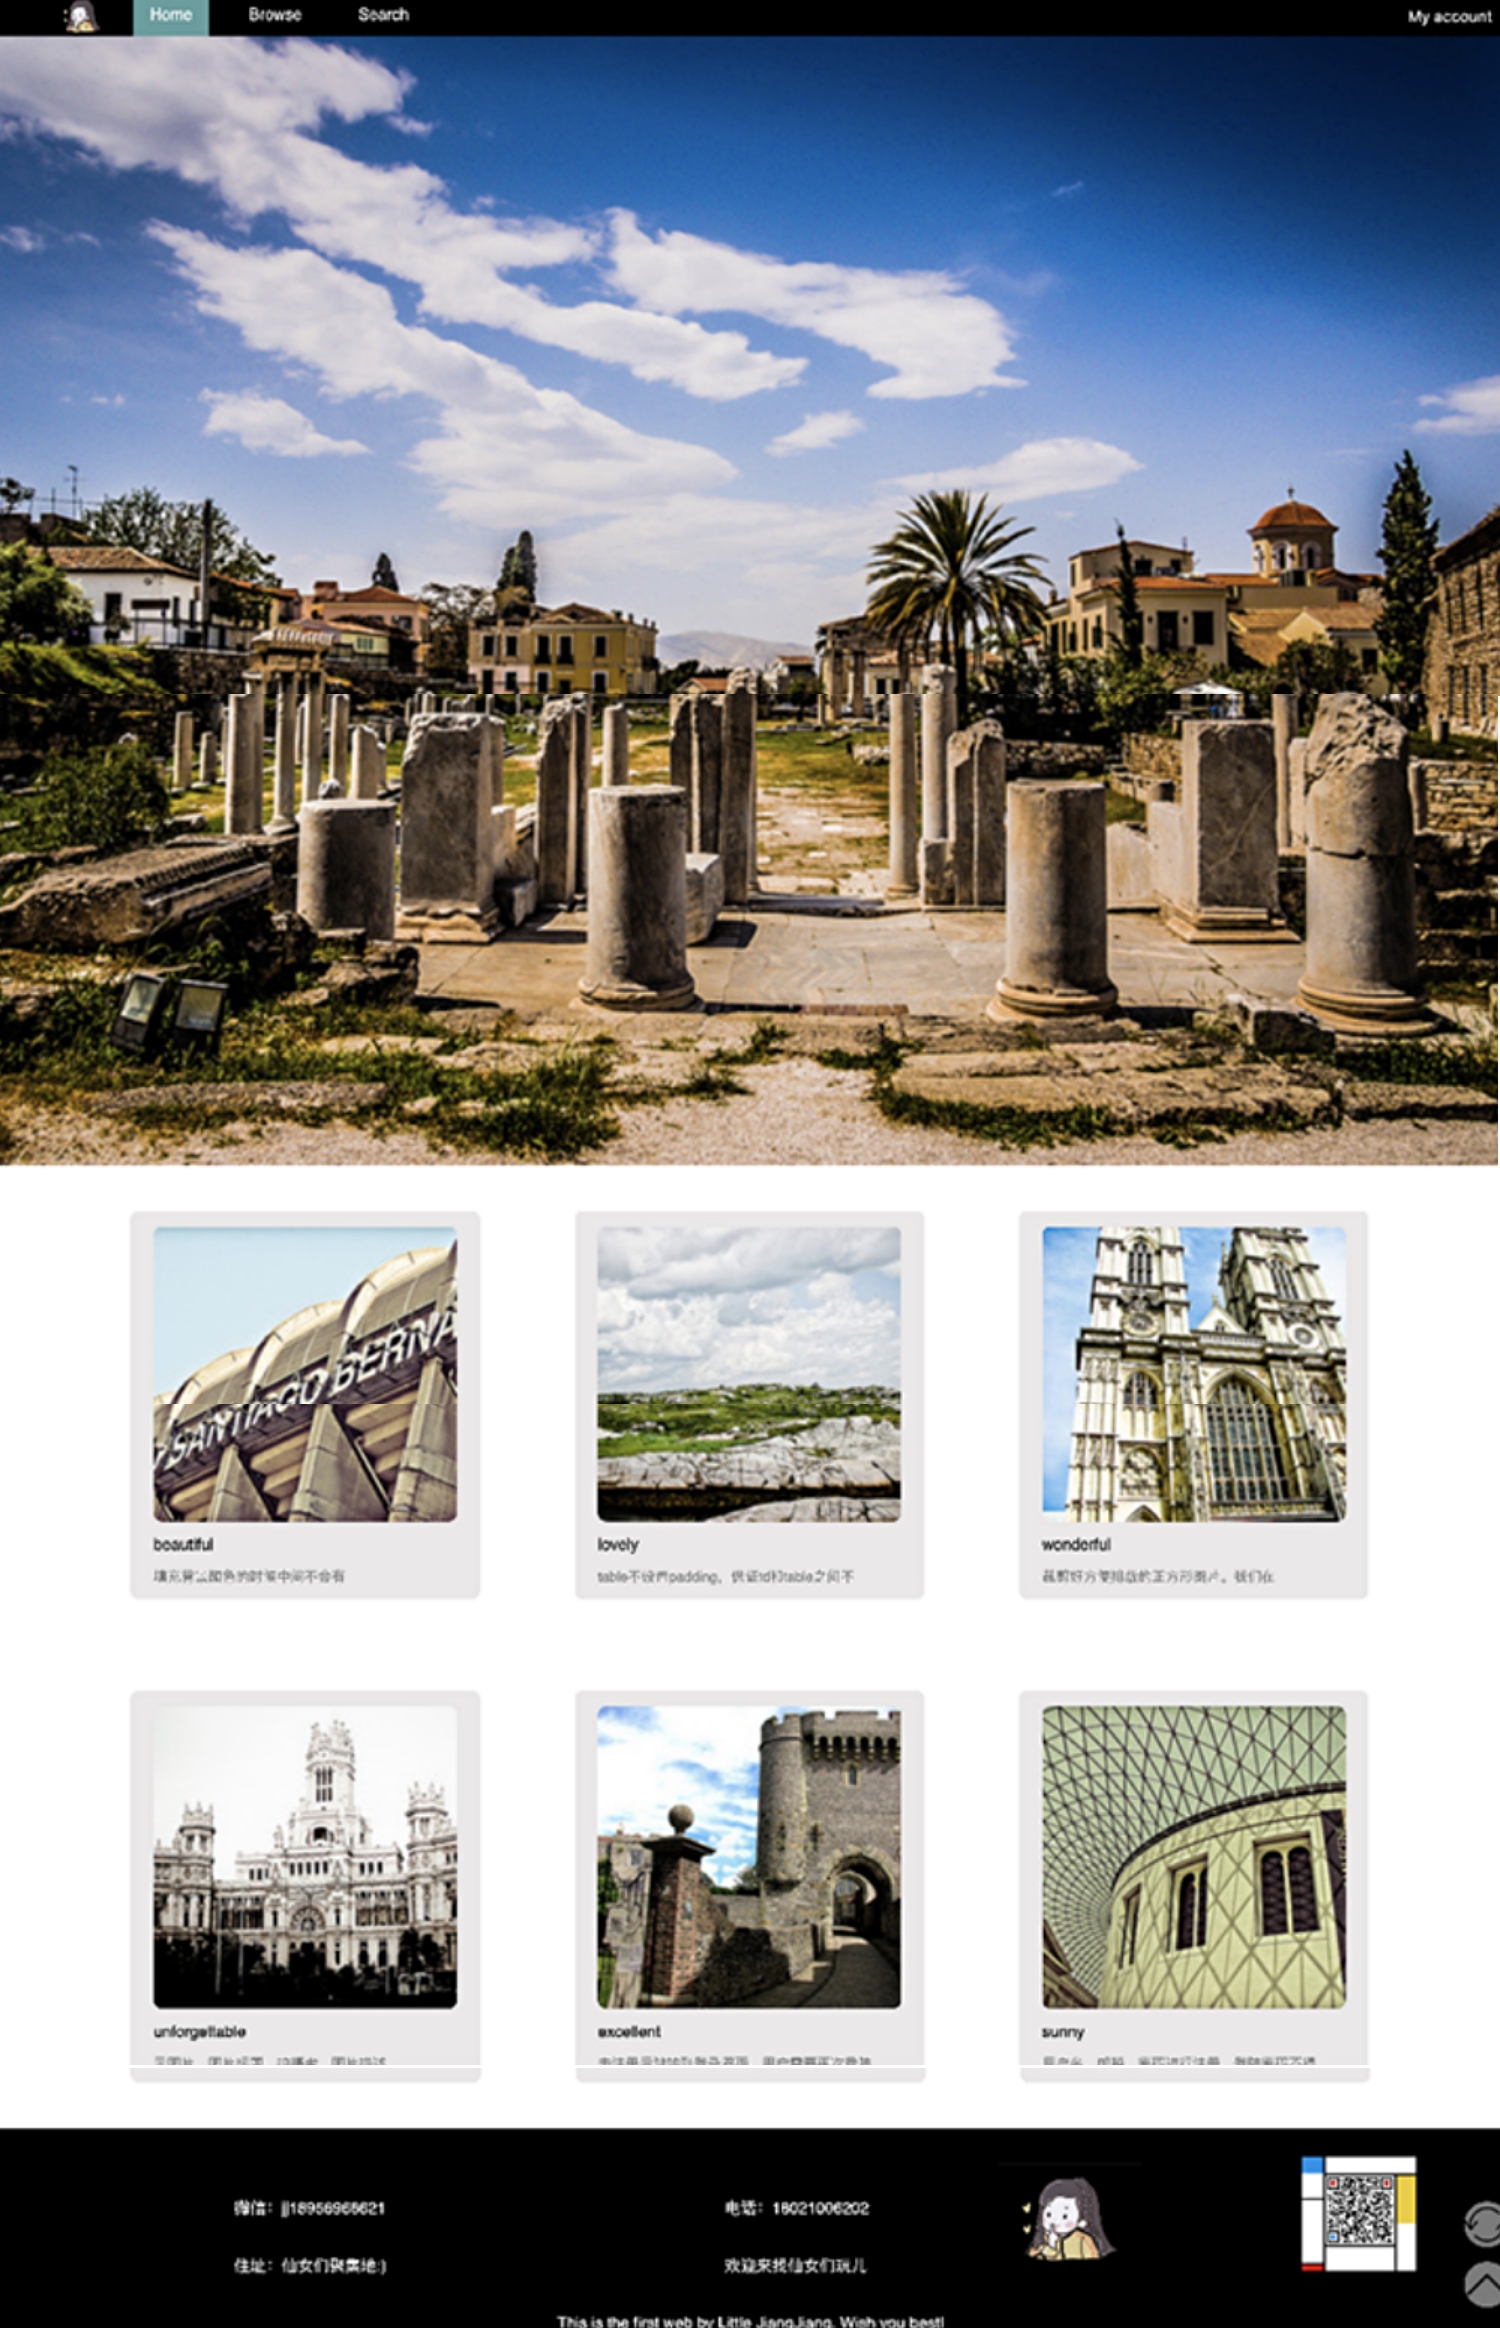 Home Browse Search My account
SANTIAGO BERNA
beautiful
填充背景颜色的时候中间不会有
lovely
table不设置padding，保证td和table之间不
wonderful
裁剪好方便排版的正方形图片。我们在
unforgettable
excellent
sunny
微信：jj18956968621
电话：18021006202
住址：仙女们聚集地:)
欢迎来找仙女们玩儿
This is the first web by Little JiangJiang. Wish you best!